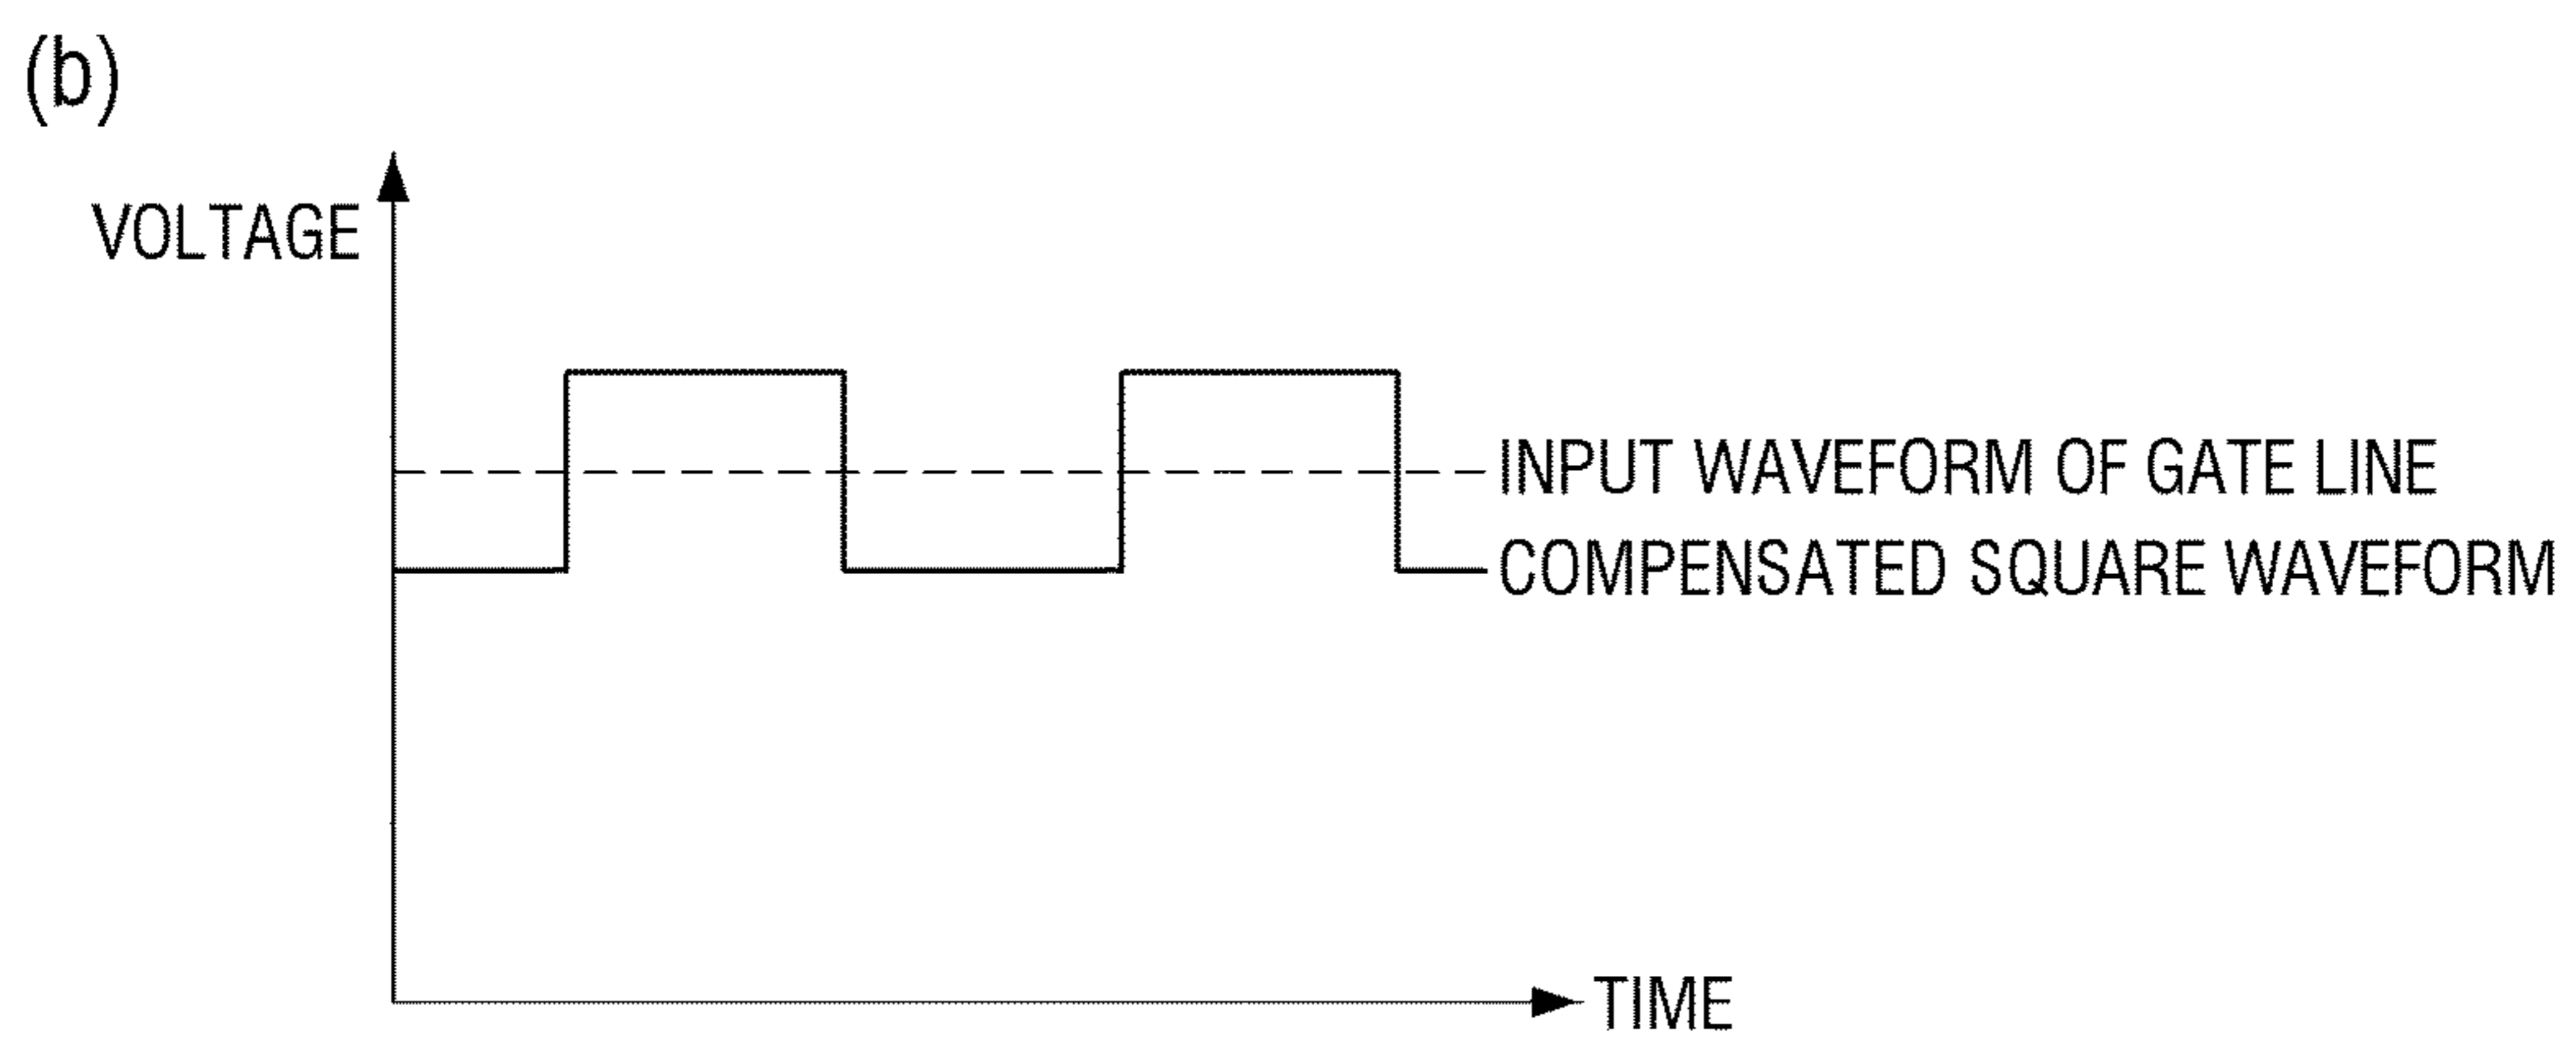 (b)
VOLTAGE
INPUT WAVEFORM OF GATE LINE
COMPENSATED SQUARE WAVEFORM
TIME